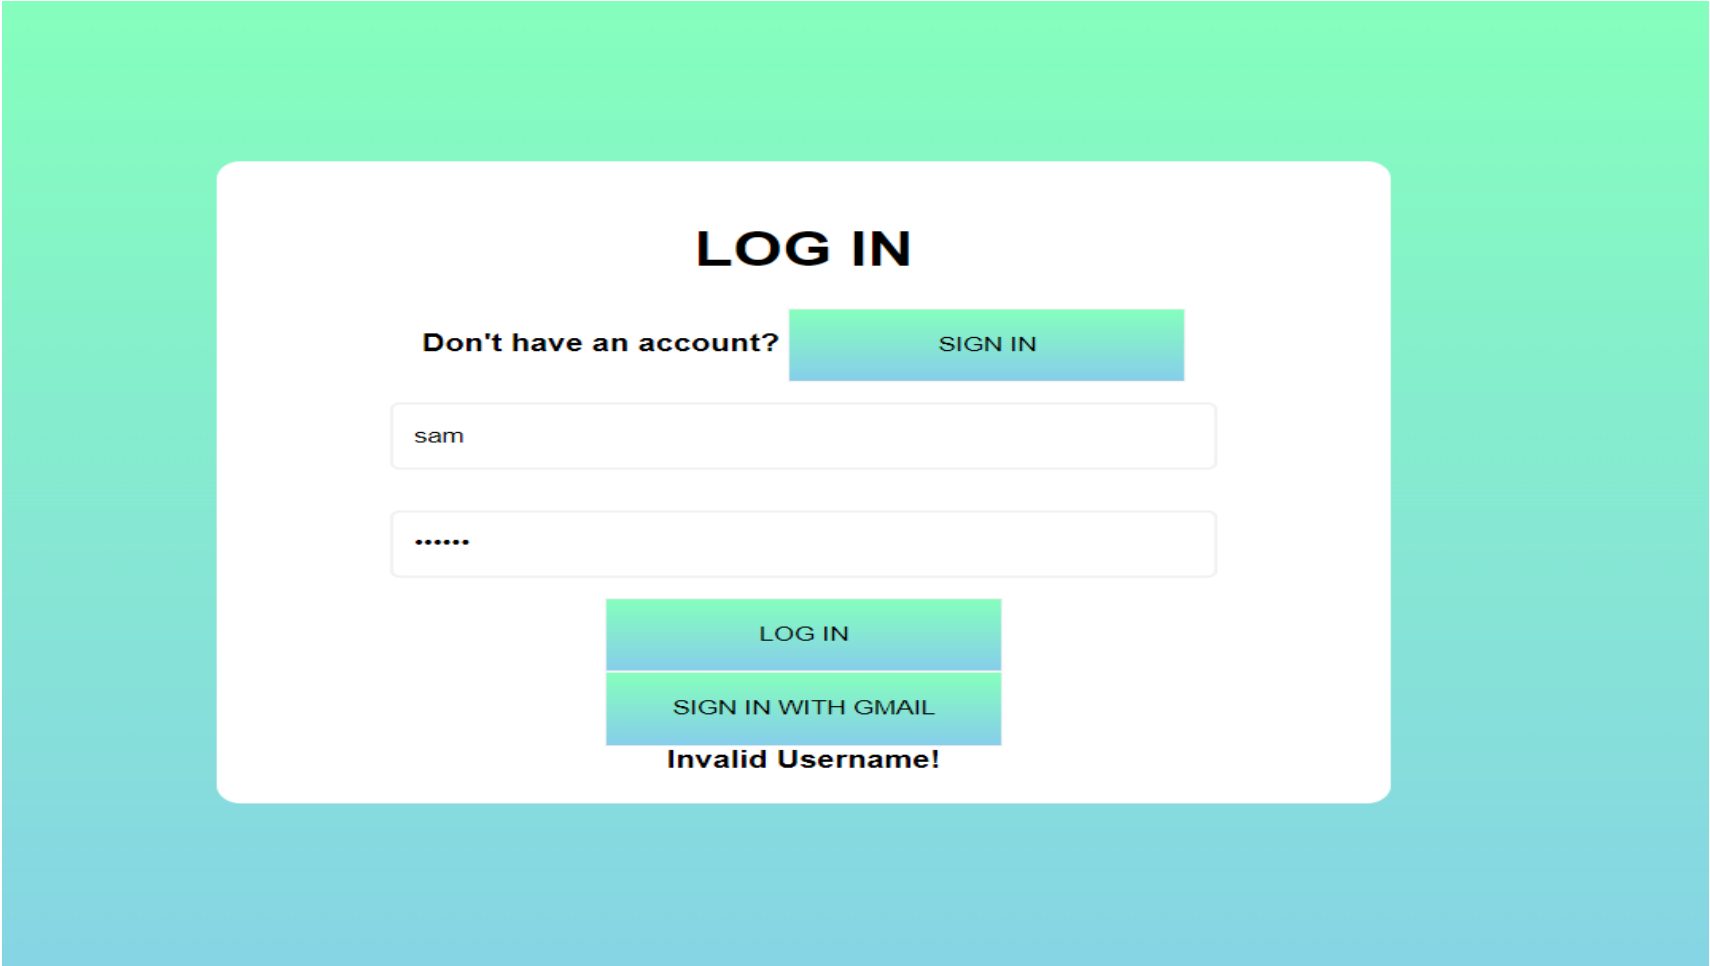 LOG IN
Don't have an account? SIGN IN
sam
••••••
LOG IN
SIGN IN WITH GMAIL
Invalid Username!